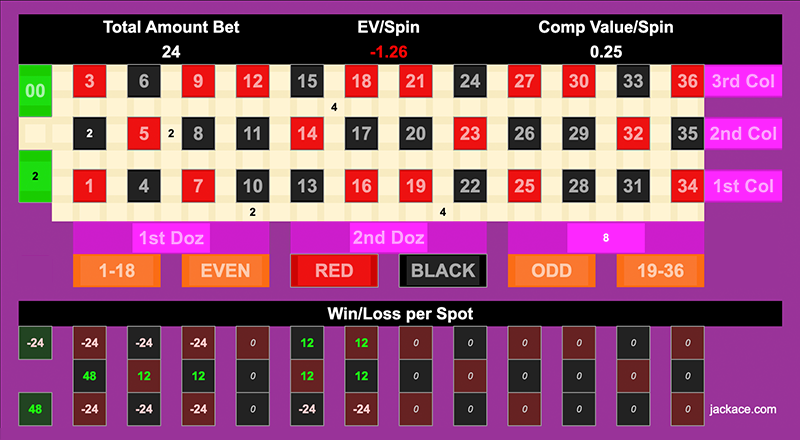 Total Amount Bet EV/Spin Comp Value/Spin
24 -1.26 0.25
00 3 6 9 12 15 18 21 24 27 30 33 36 3rd Col
4
2 5 2 8 11 14 17 20 23 26 29 32 35 2nd Col
2 1 4 7 10 13 16 19 22 25 28 31 34 1st Col
2 4
1st Doz 2nd Doz 8
1-18 EVEN RED BLACK ODD 19-36
Win/Loss per Spot
-24 -24 -24 -24 0 12 12 0 0 0 0 0 0
48 12 12 0 12 12 0 0 0 0 0 0
48 -24 -24 -24 0 -24 -24 0 0 0 0 0 0
jackace.com